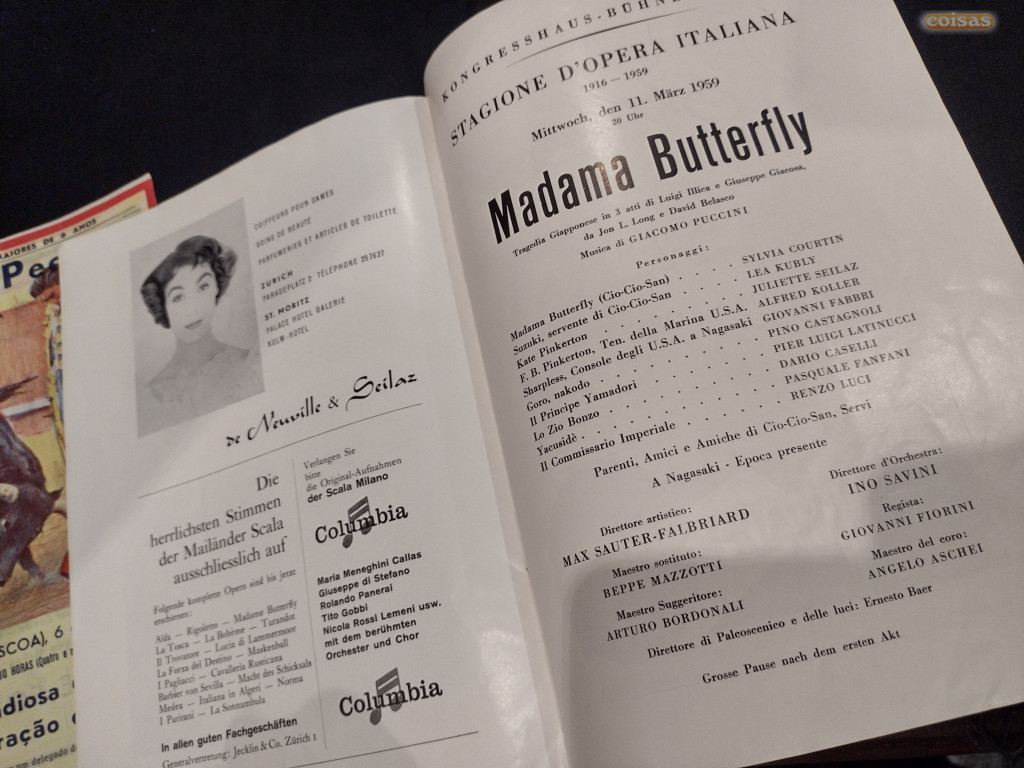 coisas
MAIORES DE 6 ANOS
SCOA), 6
COIFFEURS POUR DAMES
SOINS DE BEAUTÉ
PARFUMERIES ET ARTICLES DE TOILETTE
ZURICH
PARADEPLATZ 2 TÉLÉPHONE 257627
ST. MORITZ
PALACE HOTEL GALERIE
KULM-HOTEL
de Neuville & Seilaz
Die
herrlichsten Stimmen
der Mailänder Scala
ausschliesslich auf
Folgende komplette Opern sind bis jetzt
erschienen:
Aida — Rigoletto — Madame Butterfly
La Tosca — La Bohème — Turandot
Il Trovatore — Lucia di Lammermoor
La Forza del Destino — Maskenball
I Pagliacci — Cavalleria Rusticana
Barbier von Sevilla — Macht des Schicksals
Medea — Italiana in Algeri — Norma
I Puritani — La Sonnambula
In allen guten Fachgeschäften
Generalvertretung: Jecklin & Co. Zürich 1
Verlangen Sie
bitte
die Original-Aufnahmen
der Scala Milano
Columbia
Maria Meneghini Callas
Giuseppe di Stefano
Rolando Panerai
Tito Gobbi
Nicola Rossi Lemeni usw.
mit dem berühmten
Orchester und Chor
Columbia
KONGRESSHAUS-BÜHNE
STAGIONE D'OPERA ITALIANA
1916 — 1959
Mittwoch, den 11. März 1959
20 Uhr
Madama Butterfly
Tragedia Giapponese in 3 atti di Luigi Illica e Giuseppe Giacosa,
da Jon L. Long e David Belasco
Musica di GIACOMO PUCCINI
Personaggi:
Madama Butterfly (Cio-Cio-San) . . . . SYLVIA COURTIN
Suzuki, servente di Cio-Cio-San . . . . LEA KUBLY
Kate Pinkerton . . . . . . . . JULIETTE SEILAZ
F. B. Pinkerton, Ten. della Marina U.S.A. ALFRED KOLLER
Sharpless, Console degli U.S.A. a Nagasaki GIOVANNI FABBRI
Goro, nakodo . . . . . . . . PINO CASTAGNOLI
Il Principe Yamadori . . . . . . PIER LUIGI LATINUCCI
Lo Zio Bonzo . . . . . . . . DARIO CASELLI
Yacusidè . . . . . . . . . PASQUALE FANFANI
Il Commissario Imperiale . . . . . RENZO LUCI
Parenti, Amici e Amiche di Cio-Cio-San, Servi
A Nagasaki - Epoca presente
Direttore artistico:
MAX SAUTER-FALBRIARD
Maestro sostituto:
BEPPE MAZZOTTI
Maestro Suggeritore:
ARTURO BORDONALI
Direttore d'Orchestra:
INO SAVINI
Regista:
GIOVANNI FIORINI
Maestro del coro:
ANGELO ASCHEI
Direttore di Palcoscenico e delle luci: Ernesto Baer
Grosse Pause nach dem ersten Akt